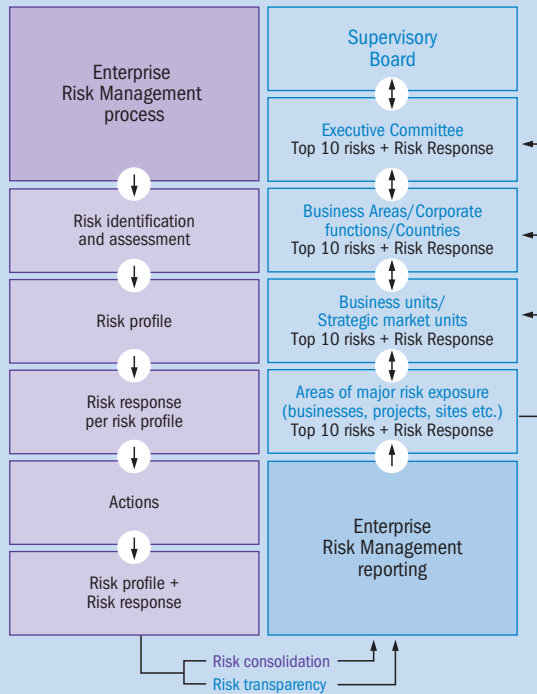 Enterprise
Risk Management
process
Risk identification
and assessment
Risk profile
Risk response
per risk profile
Actions
Risk profile +
Risk response
Supervisory
Board
Executive Committee
Top 10 risks + Risk Response
Business Areas/Corporate
functions/Countries
Top 10 risks + Risk Response
Business units/
Strategic market units
Top 10 risks + Risk Response
Areas of major risk exposure
(businesses, projects, sites etc.)
Top 10 risks + Risk Response
Enterprise
Risk Management
reporting
Risk consolidation
Risk transparency